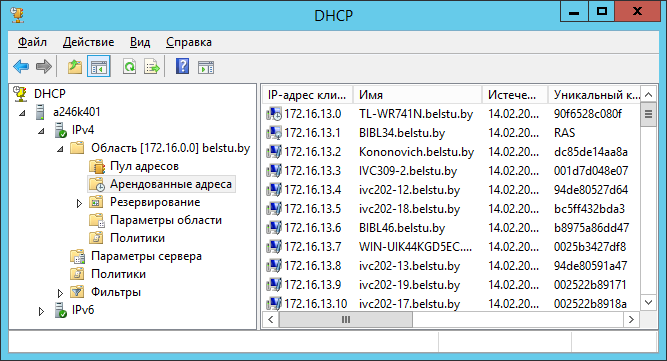 DHCP
Файл Действие Вид Справка
DHCP
a246k401
IPv4
Область [172.16.0.0] belstu.by
Пул адресов
Арендованные адреса
Резервирование
Параметры области
Политики
Параметры сервера
Политики
Фильтры
IPv6
IP-адрес кли... Имя Истече... Уникальный к...
172.16.13.0 TL-WR741N.belstu.by 14.02.20... 90f6528c080f
172.16.13.1 BIBL34.belstu.by 14.02.20... RAS
172.16.13.2 Kononovich.belstu.by 14.02.20... dc85de14aa8a
172.16.13.3 IVC309-2.belstu.by 14.02.20... 001d7d048e07
172.16.13.4 ivc202-12.belstu.by 14.02.20... 94de80527d64
172.16.13.5 ivc202-18.belstu.by 14.02.20... bc5ff432bda3
172.16.13.6 BIBL46.belstu.by 14.02.20... b8975a86dd47
172.16.13.7 WIN-UIK44KGD5EC.... 14.02.20... 0025b3427df8
172.16.13.8 ivc202-13.belstu.by 14.02.20... 94de80591a47
172.16.13.9 ivc202-19.belstu.by 14.02.20... 002522b89171
172.16.13.10 ivc202-17.belstu.by 14.02.20... 002522b8918a